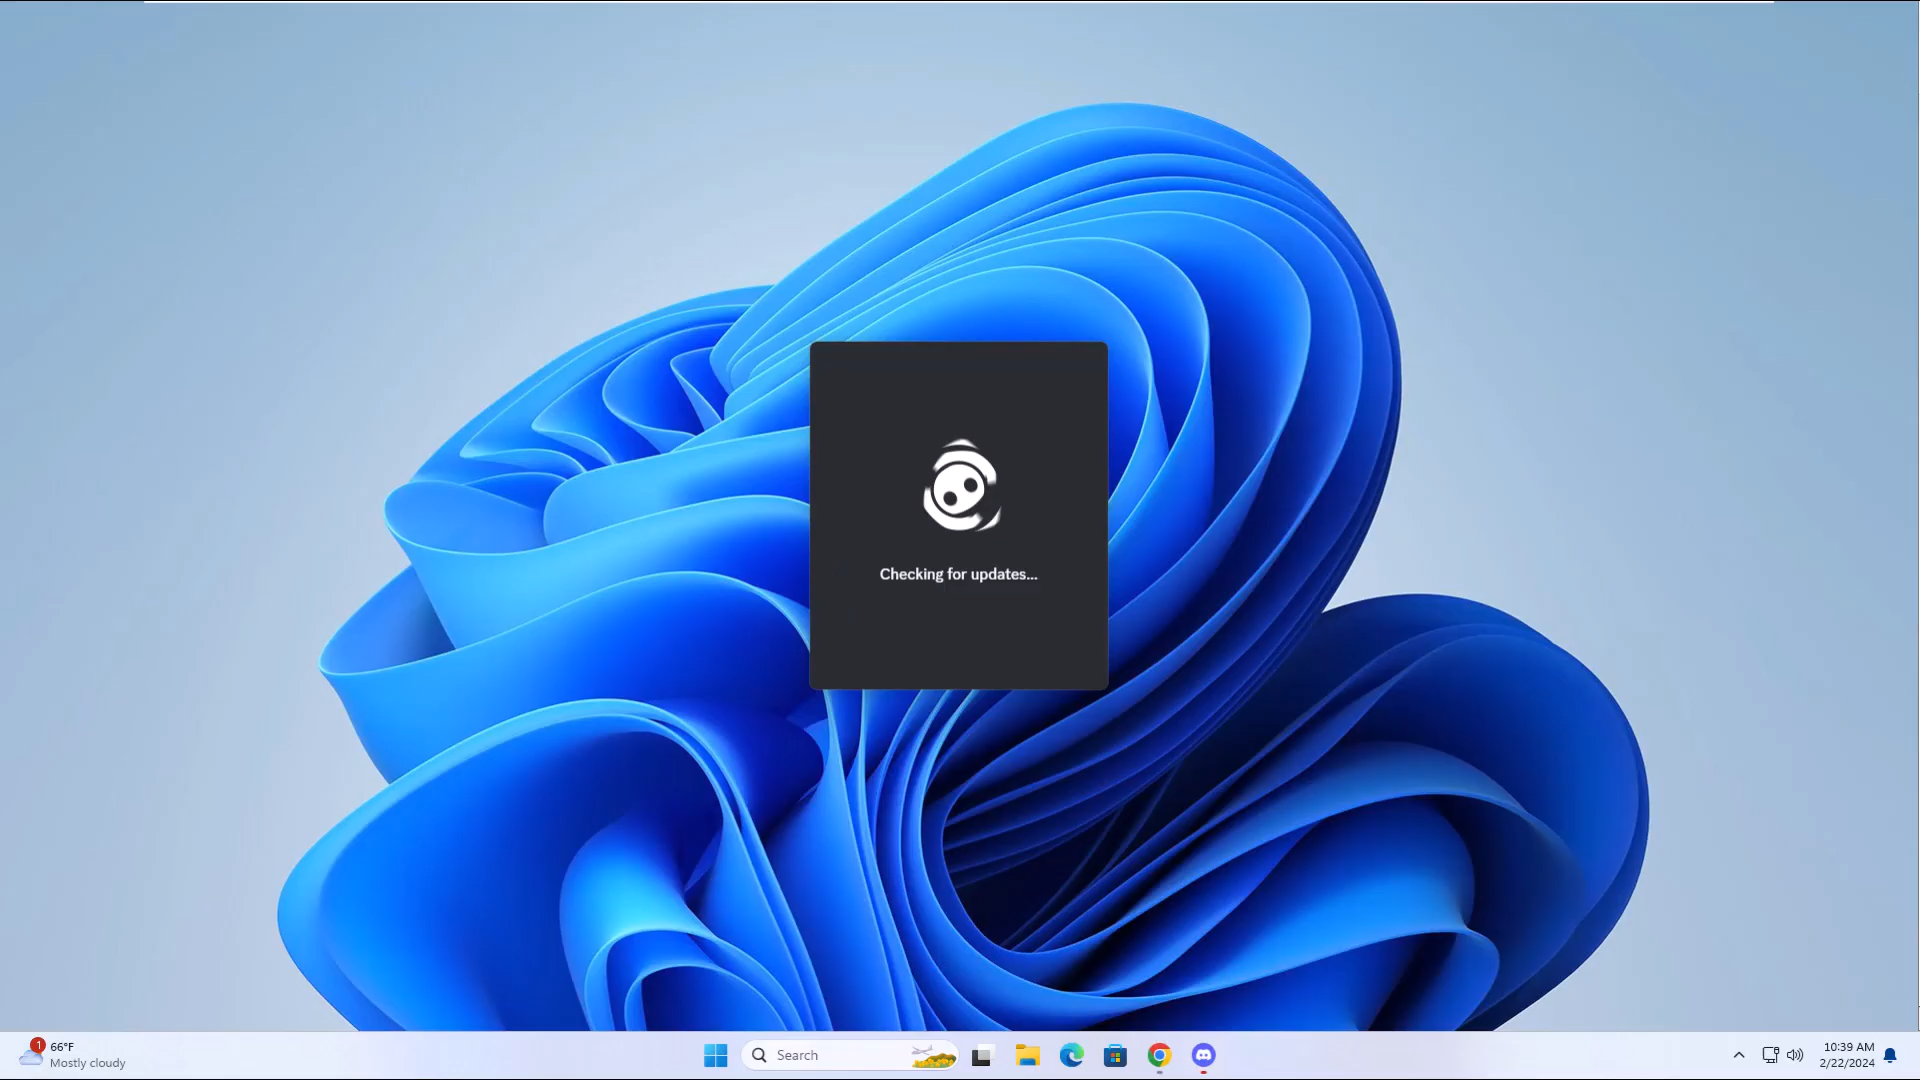 Checking for updates...
1
66°F
Mostly cloudy
Search
10:39 AM
2/22/2024